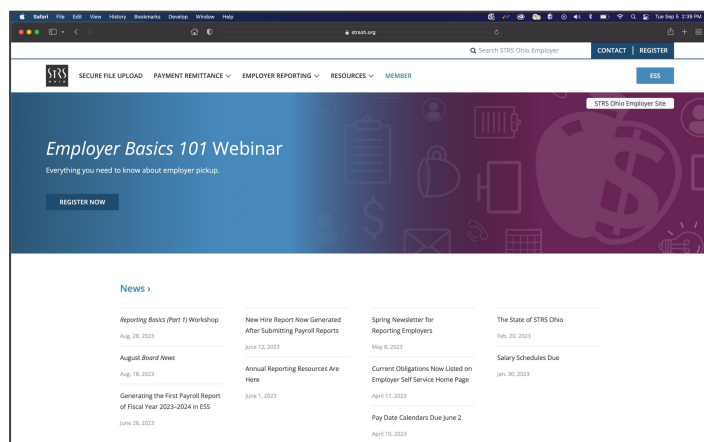 Safari File Edit View History Bookmarks Develop Window Help
Tue Sep 5 2:39 PM
strsoh.org
Search STRS Ohio Employer
CONTACT | REGISTER
STRS
OHIO
SECURE FILE UPLOAD PAYMENT REMITTANCE EMPLOYER REPORTING RESOURCES MEMBER
ESS
STRS Ohio Employer Site
Employer Basics 101 Webinar
Everything you need to know about employer pickup.
REGISTER NOW
News ›
Reporting Basics (Part 1) Workshop
Aug. 28, 2023
August Board News
Aug. 18, 2023
Generating the First Payroll Report
of Fiscal Year 2023–2024 in ESS
June 26, 2023
New Hire Report Now Generated
After Submitting Payroll Reports
June 12, 2023
Annual Reporting Resources Are
Here
June 1, 2023
Spring Newsletter for
Reporting Employers
May 8, 2023
Current Obligations Now Listed on
Employer Self Service Home Page
April 17, 2023
Pay Date Calendars Due June 2
April 10, 2023
The State of STRS Ohio
Feb. 20, 2023
Salary Schedules Due
Jan. 30, 2023